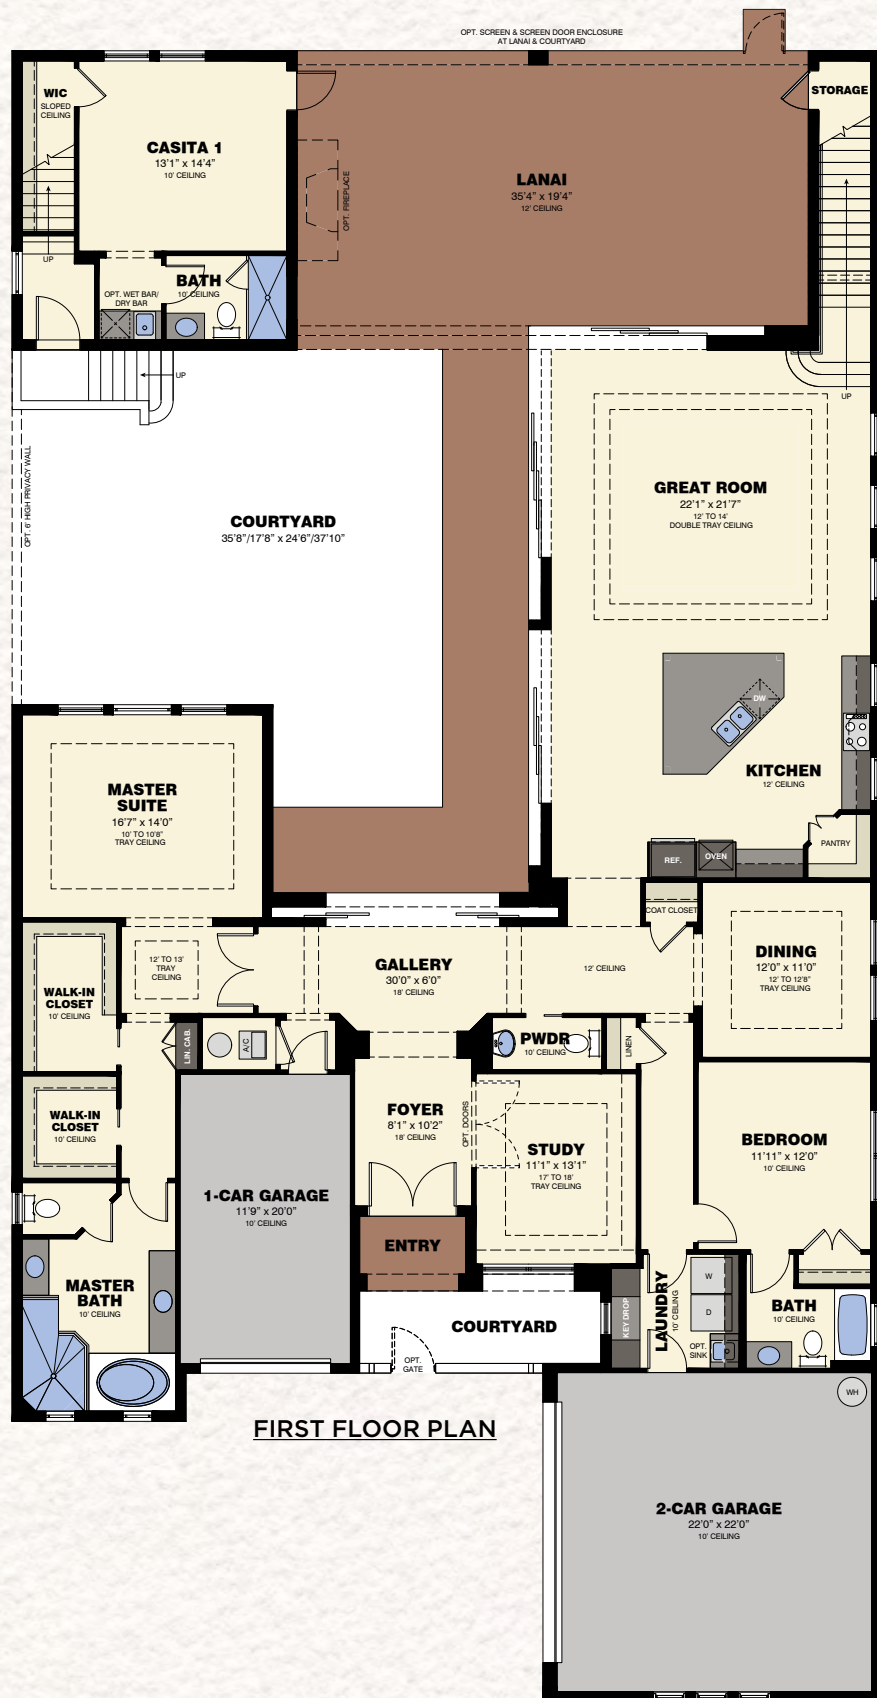 OPT. SCREEN & SCREEN DOOR ENCLOSURE
AT LANAI & COURTYARD
WIC
SLOPED
CEILING
CASITA 1
13'1" x 14'4"
10' CEILING
OPT. FIREPLACE
LANAI
35'4" x 19'4"
12' CEILING
STORAGE
UP
OPT. WET BAR/
DRY BAR
BATH
10' CEILING
UP
UP
OPT. 6' HIGH PRIVACY WALL
COURTYARD
35'8"/17'8" x 24'6"/37'10"
GREAT ROOM
22'1" x 21'7"
12' TO 14'
DOUBLE TRAY CEILING
DW
KITCHEN
12' CEILING
PANTRY
REF.
OVEN
MASTER
SUITE
16'7" x 14'0"
10' TO 10'8"
TRAY CEILING
COAT CLOSET
12' TO 13'
TRAY
CEILING
GALLERY
30'0" x 6'0"
18' CEILING
12' CEILING
DINING
12'0" x 11'0"
12' TO 12'8"
TRAY CEILING
WALK-IN
CLOSET
10' CEILING
LIN. CAB.
A/C
PWDR
10' CEILING
LINEN
WALK-IN
CLOSET
10' CEILING
FOYER
8'1" x 10'2"
18' CEILING
OPT. DOORS
STUDY
11'1" x 13'1"
17' TO 18'
TRAY CEILING
BEDROOM
11'11" x 12'0"
10' CEILING
1-CAR GARAGE
11'9" x 20'0"
10' CEILING
ENTRY
MASTER
BATH
10' CEILING
COURTYARD
OPT.
GATE
KEY DROP
LAUNDRY
10' CEILING
W
D
OPT.
SINK
BATH
10' CEILING
WH
FIRST FLOOR PLAN
2-CAR GARAGE
22'0" x 22'0"
10' CEILING